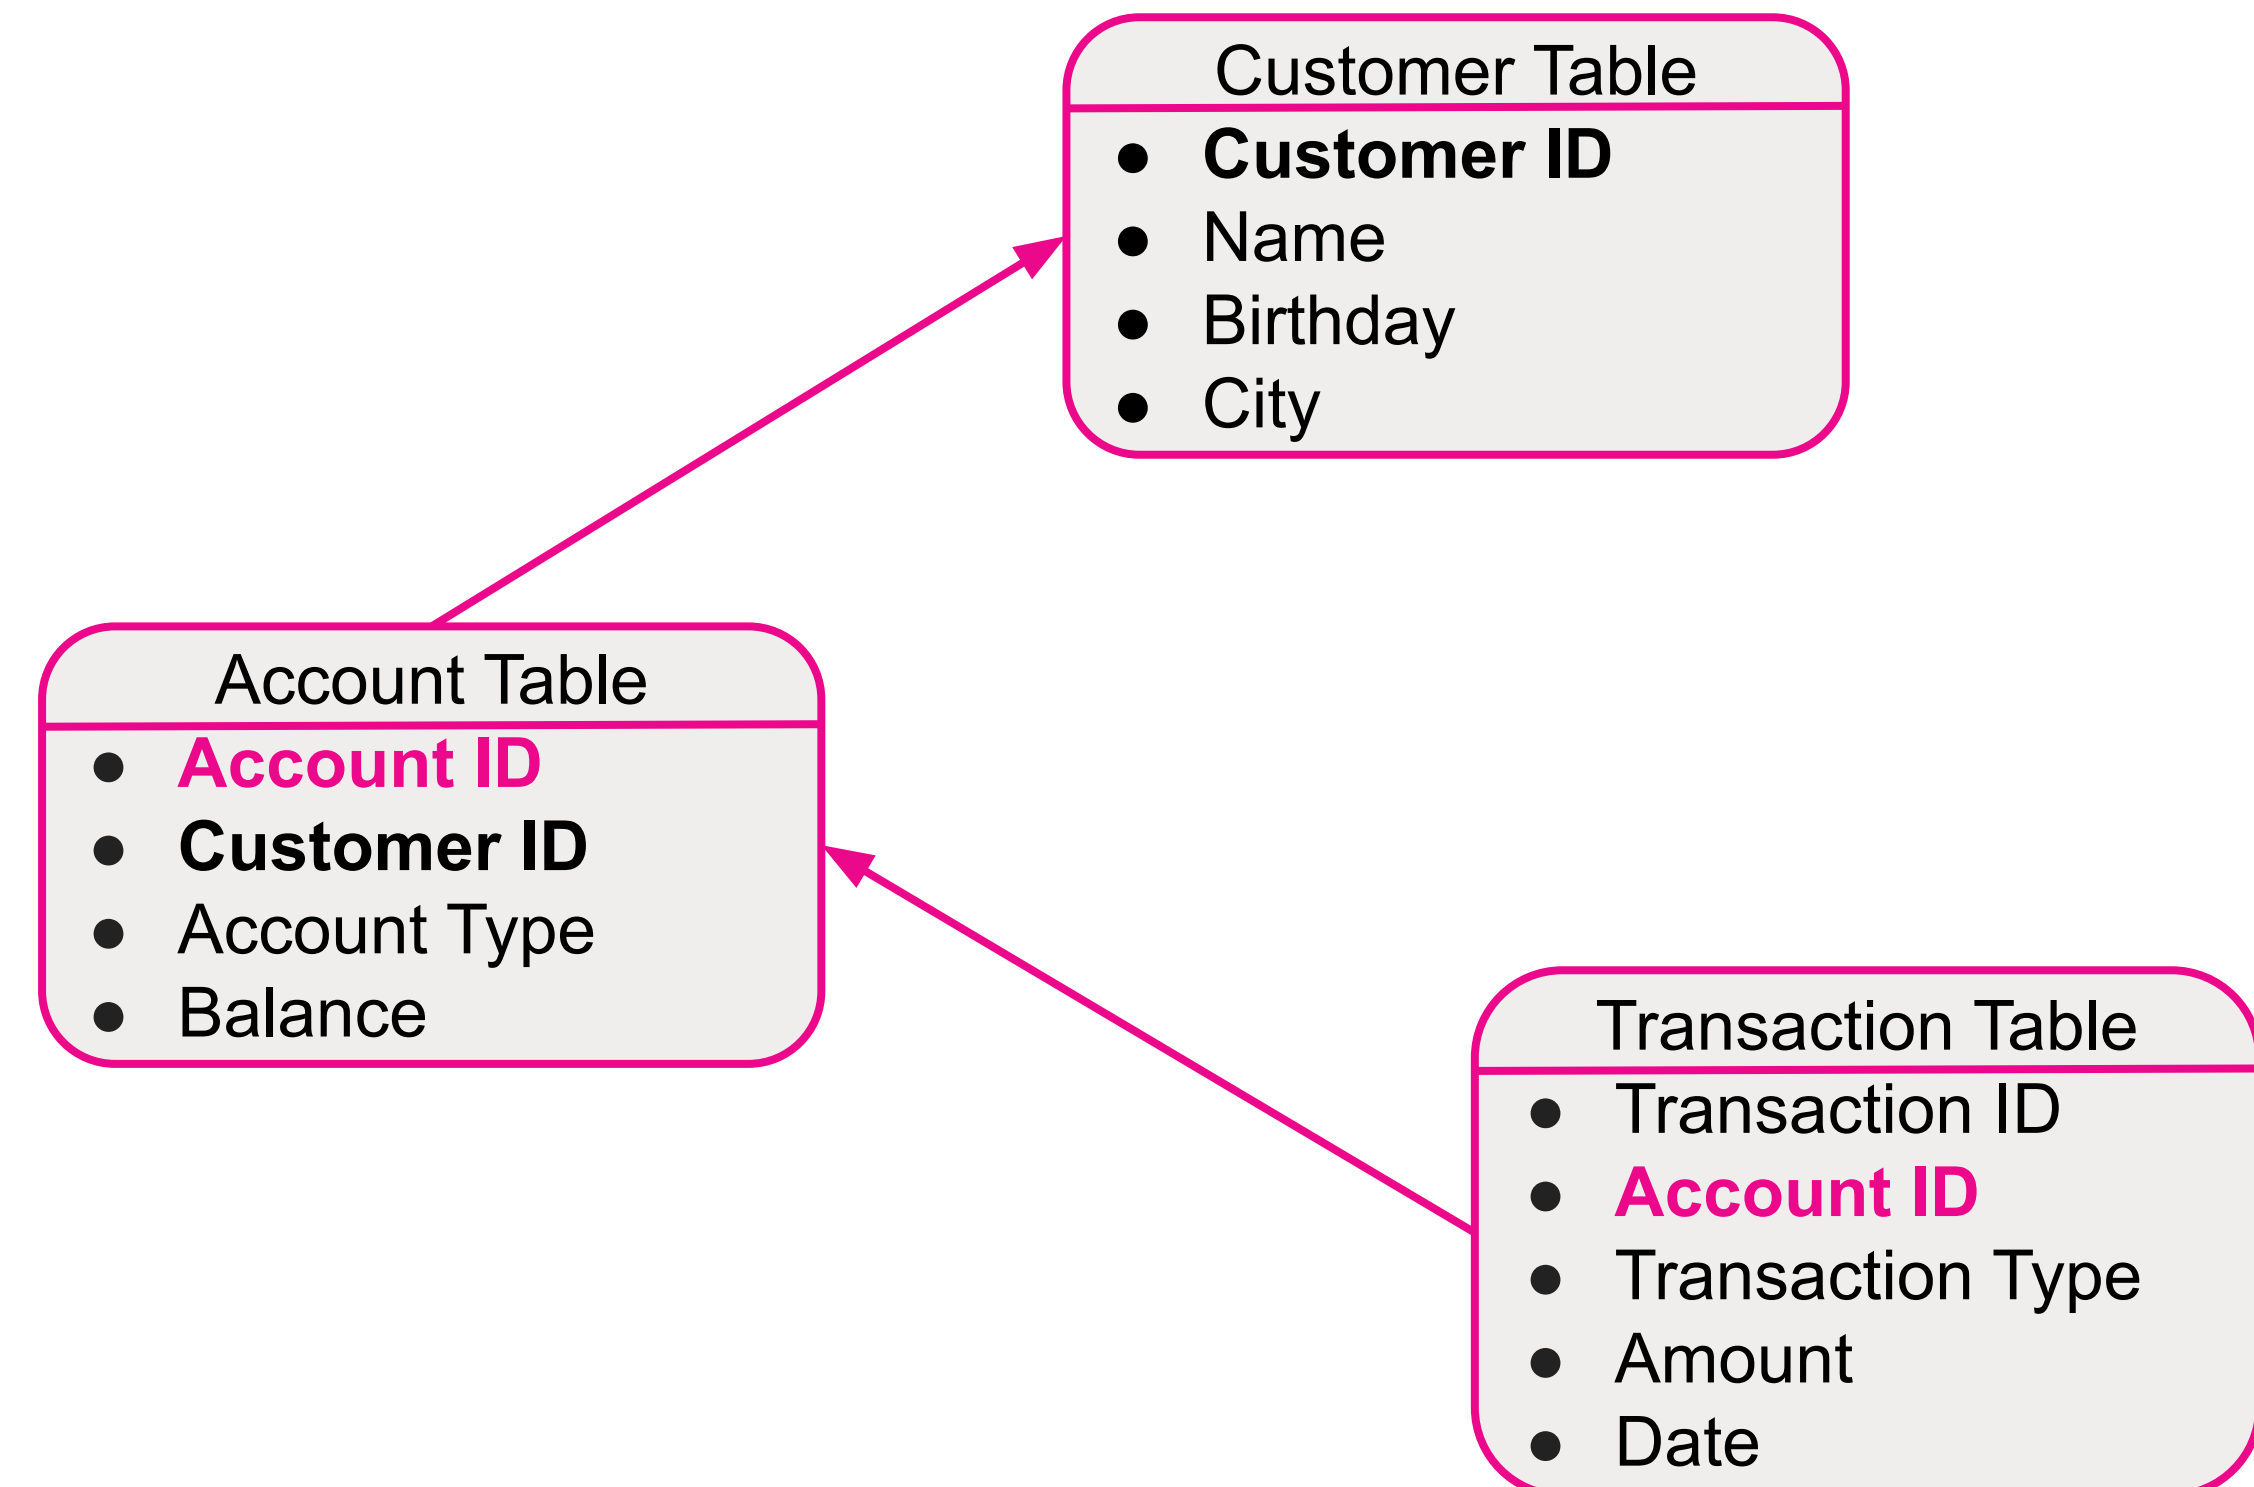 Customer Table
● Customer ID
● Name
● Birthday
● City
Account Table
● Account ID
● Customer ID
● Account Type
● Balance
Transaction Table
● Transaction ID
● Account ID
● Transaction Type
● Amount
● Date